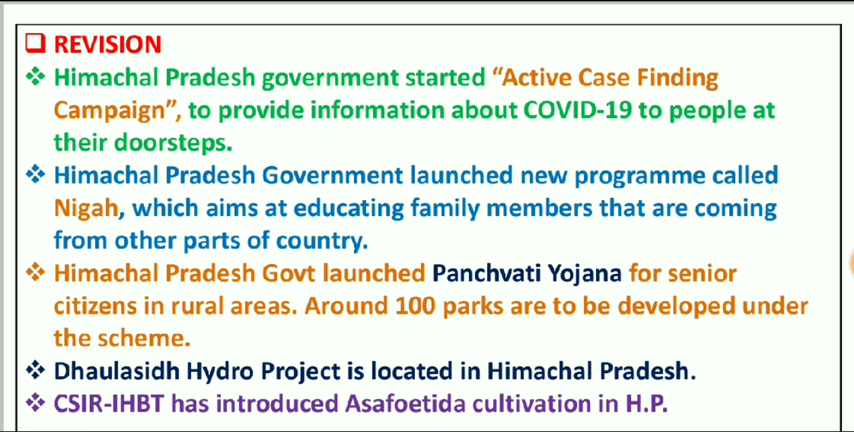 REVISION
Himachal Pradesh government started “Active Case Finding
Campaign”, to provide information about COVID-19 to people at
their doorsteps.
Himachal Pradesh Government launched new programme called
Nigah, which aims at educating family members that are coming
from other parts of country.
Himachal Pradesh Govt launched Panchvati Yojana for senior
citizens in rural areas. Around 100 parks are to be developed under
the scheme.
Dhaulasidh Hydro Project is located in Himachal Pradesh.
CSIR-IHBT has introduced Asafoetida cultivation in H.P.